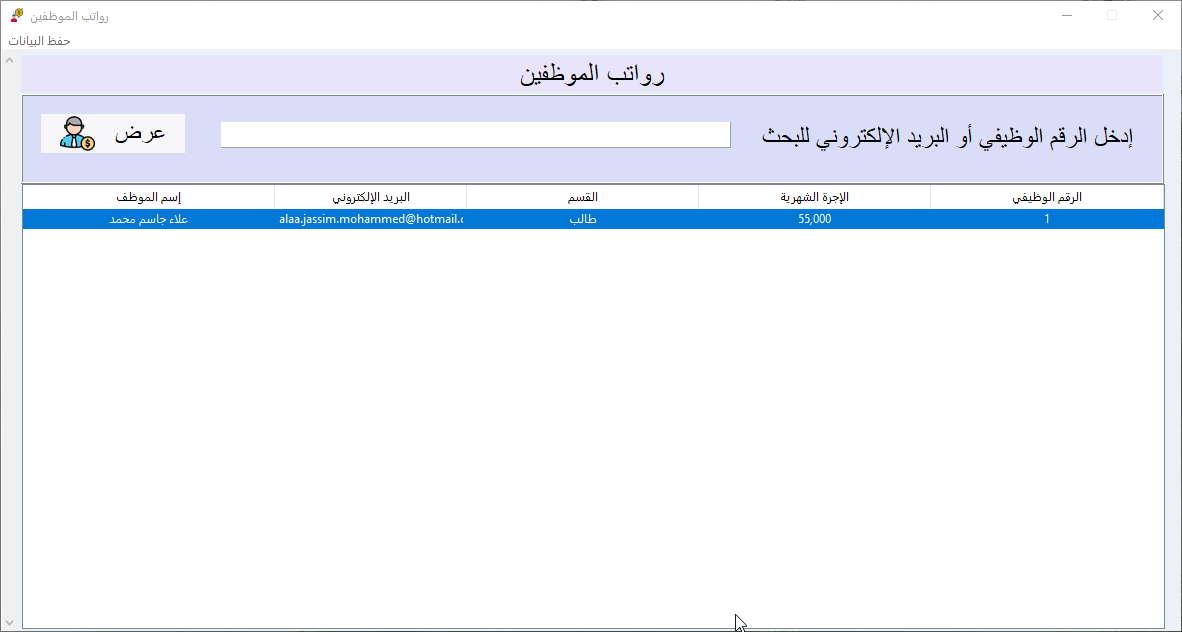 رواتب الموظفين
حفظ البيانات
رواتب الموظفين
إدخل الرقم الوظيفي أو البريد الإلكتروني للبحث
عرض
الرقم الوظيفي الإجرة الشهرية القسم البريد الإلكتروني إسم الموظف
1 55,000 طالب alaa.jassim.mohammed@hotmail.c علاء جاسم محمد